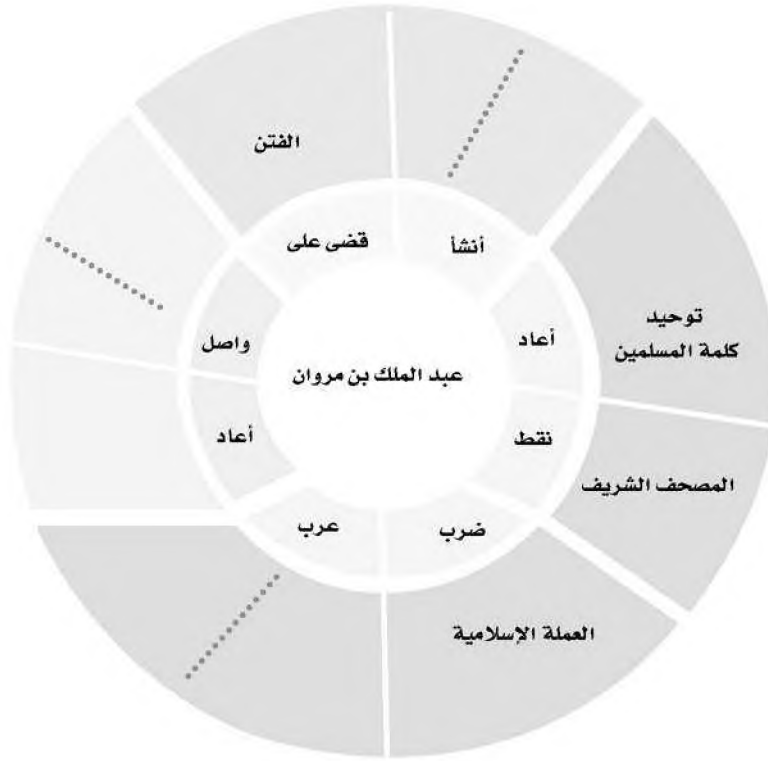 الفتن
قضى على
أنشأ
أعاد
توحيد
كلمة المسلمين
واصل
عبد الملك بن مروان
أعاد
نقط
المصحف الشريف
عرب
ضرب
العملة الإسلامية